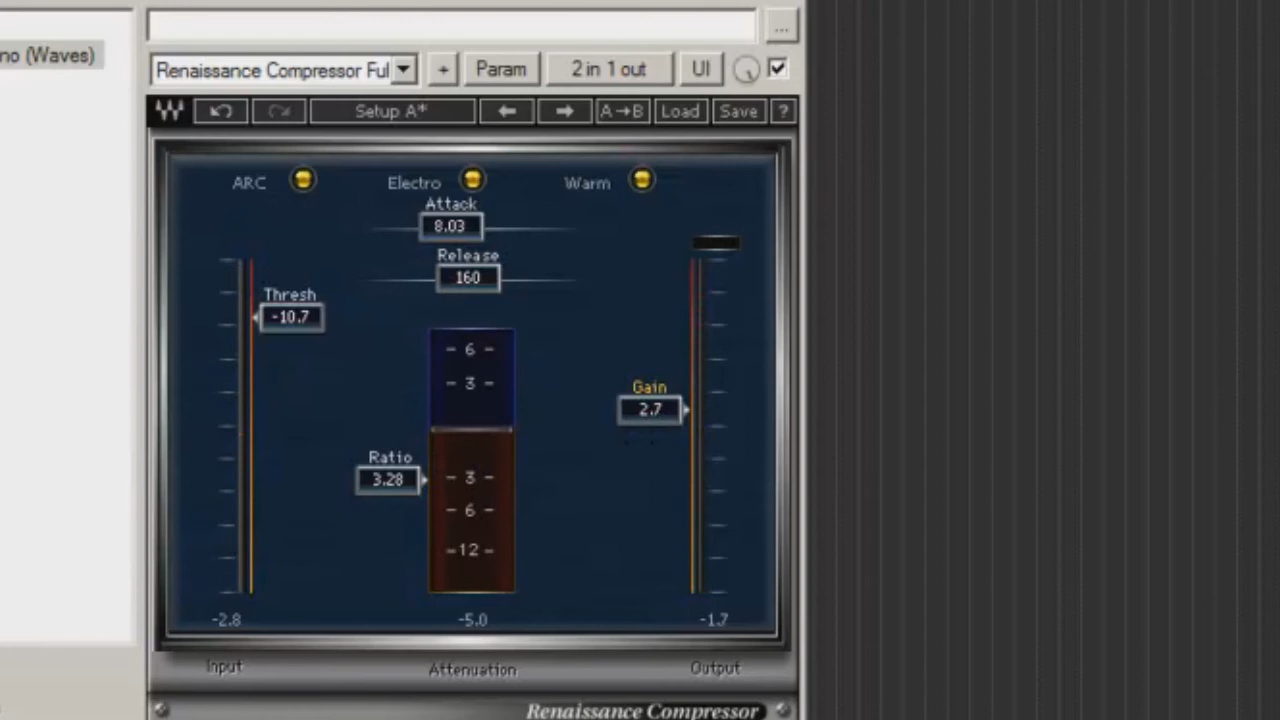 ...
no (Waves)
Renaissance Compressor Ful
+
Param
2 in 1 out
UI
Setup A*
A→B
Load
Save
?
ARC
Electro
Warm
Attack
8.03
Release
160
Thresh
-10.7
- 6 -
- 3 -
Gain
2.7
Ratio
3.28
- 3 -
- 6 -
-12 -
-2.8
-5.0
-1.7
Input
Attenuation
Output
Renaissance Compressor